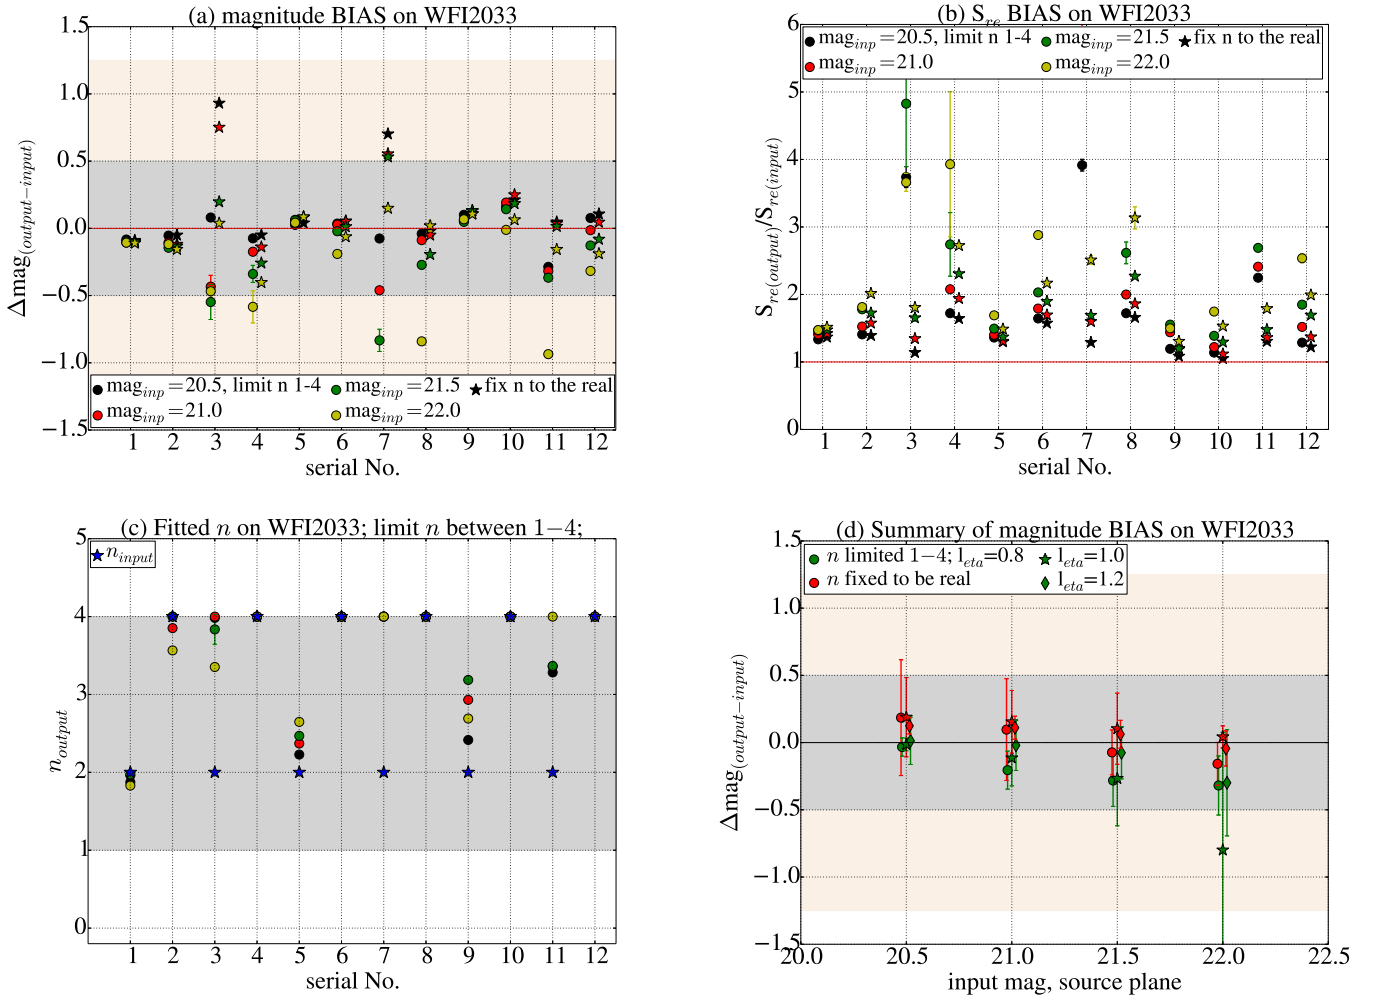 (a) magnitude BIAS on WFI2033
1.5
1.0
0.5
0.0
−0.5
−1.0
−1.5
Δmag(output−input)
mag_inp=20.5, limit n 1-4
mag_inp=21.0
mag_inp=21.5
mag_inp=22.0
fix n to the real
1 2 3 4 5 6 7 8 9 10 11 12
serial No.
(b) S_re BIAS on WFI2033
6
5
4
3
2
1
0
S_re(output)/S_re(input)
mag_inp=20.5, limit n 1-4
mag_inp=21.0
mag_inp=21.5
mag_inp=22.0
fix n to the real
1 2 3 4 5 6 7 8 9 10 11 12
serial No.
(c) Fitted n on WFI2033; limit n between 1−4;
5
4
3
2
1
0
n_output
n_input
1 2 3 4 5 6 7 8 9 10 11 12
serial No.
(d) Summary of magnitude BIAS on WFI2033
1.5
1.0
0.5
0.0
−0.5
−1.0
−1.5
Δmag(output−input)
n limited 1−4; l_eta=0.8
n fixed to be real
l_eta=1.0
l_eta=1.2
20.0 20.5 21.0 21.5 22.0 22.5
input mag, source plane